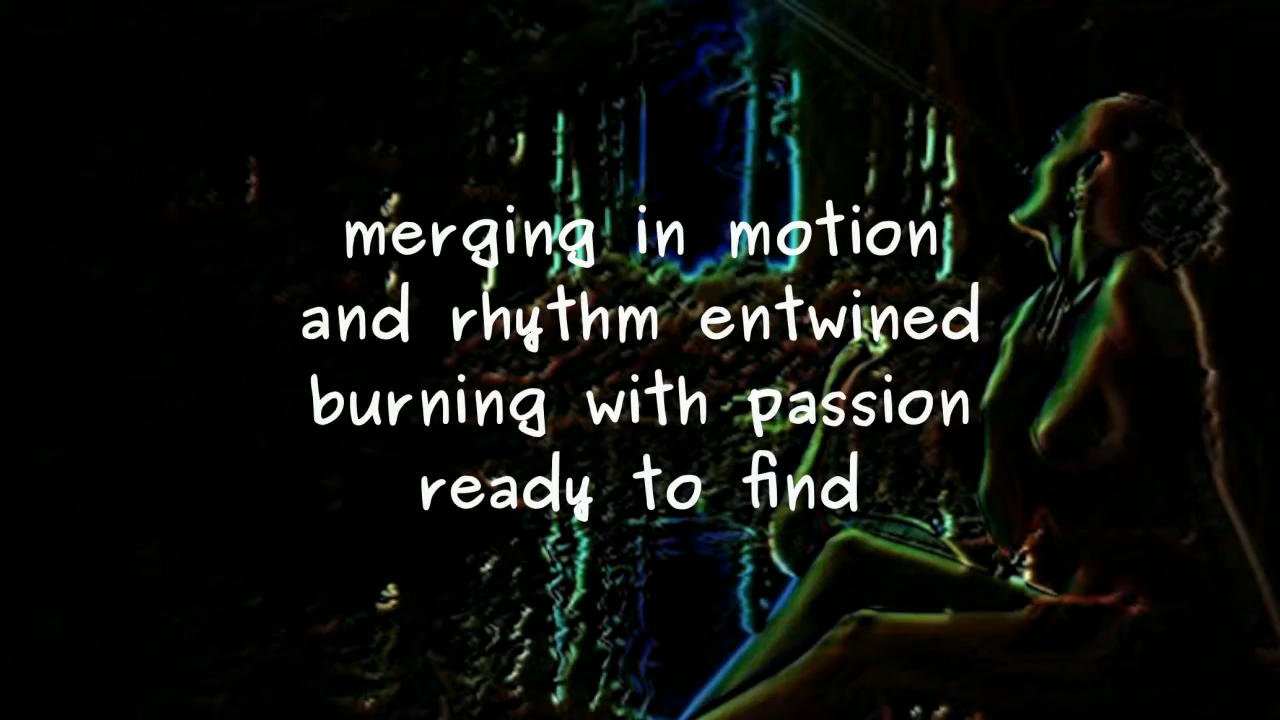 merging in motion
and rhythm entwined
burning with passion
ready to find